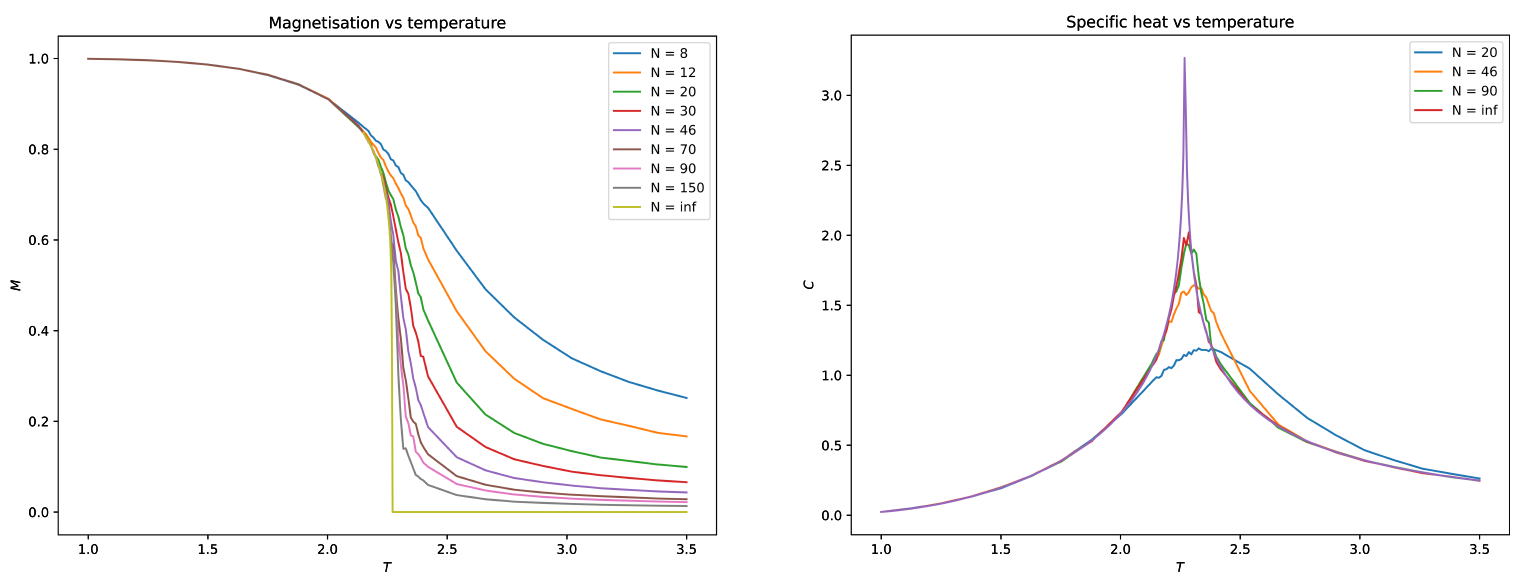 Magnetisation vs temperature
M
1.0
0.8
0.6
0.4
0.2
0.0
1.0 1.5 2.0 2.5 3.0 3.5
T
N = 8
N = 12
N = 20
N = 30
N = 46
N = 70
N = 90
N = 150
N = inf
Specific heat vs temperature
C
3.0
2.5
2.0
1.5
1.0
0.5
0.0
1.0 1.5 2.0 2.5 3.0 3.5
T
N = 20
N = 46
N = 90
N = inf